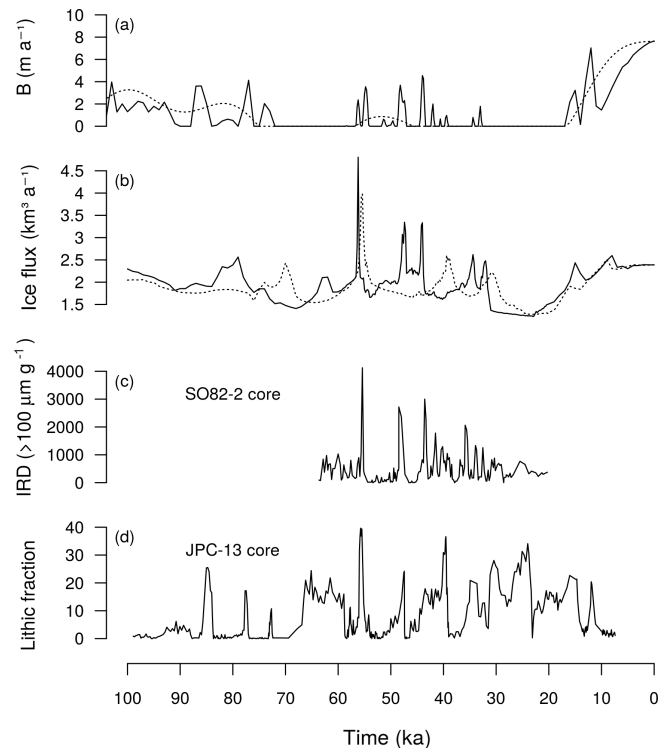 (a)
B (m a⁻¹)
10
8
6
4
2
0
(b)
Ice flux (km³ a⁻¹)
4.5
4
3.5
3
2.5
2
1.5
(c)
SO82-2 core
IRD (>100 µm g⁻¹)
4000
3000
2000
1000
0
(d)
JPC-13 core
Lithic fraction
40
30
20
10
0
100 90 80 70 60 50 40 30 20 10 0
Time (ka)